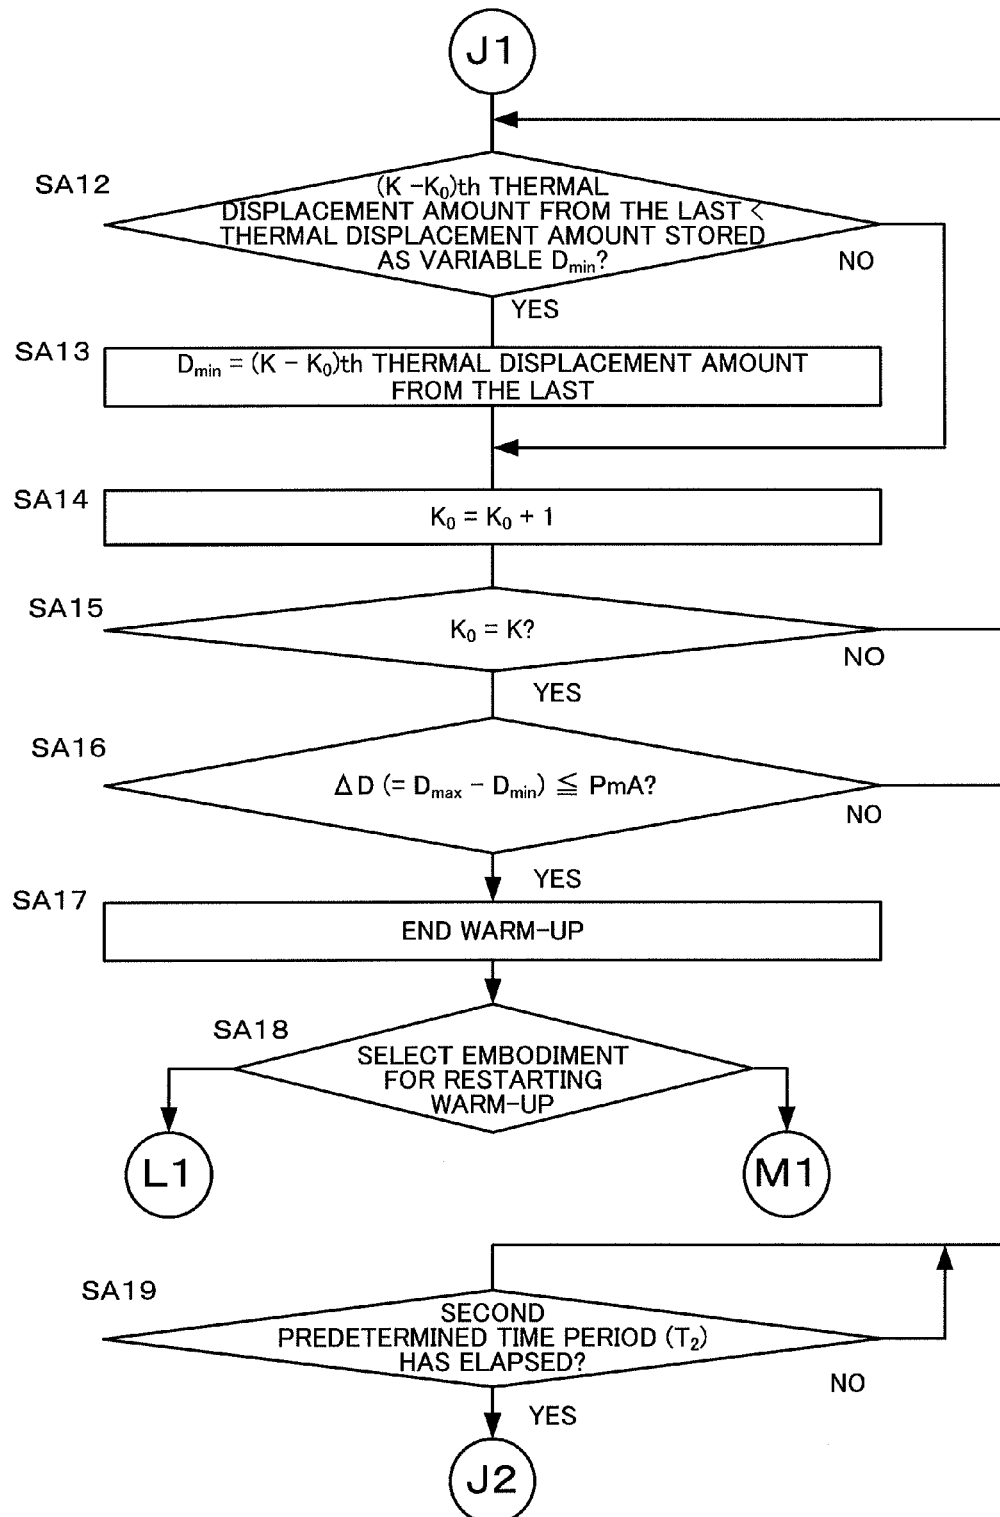 J1
SA12
(K -K0)th THERMAL
DISPLACEMENT AMOUNT FROM THE LAST <
THERMAL DISPLACEMENT AMOUNT STORED
AS VARIABLE Dmin?
NO
YES
SA13
Dmin = (K - K0)th THERMAL DISPLACEMENT AMOUNT
FROM THE LAST
SA14
K0 = K0 + 1
SA15
K0 = K?
NO
YES
SA16
ΔD (= Dmax - Dmin) ≦ PmA?
NO
YES
SA17
END WARM-UP
SA18
SELECT EMBODIMENT
FOR RESTARTING
WARM-UP
L1
M1
SA19
SECOND
PREDETERMINED TIME PERIOD (T2)
HAS ELAPSED?
NO
YES
J2